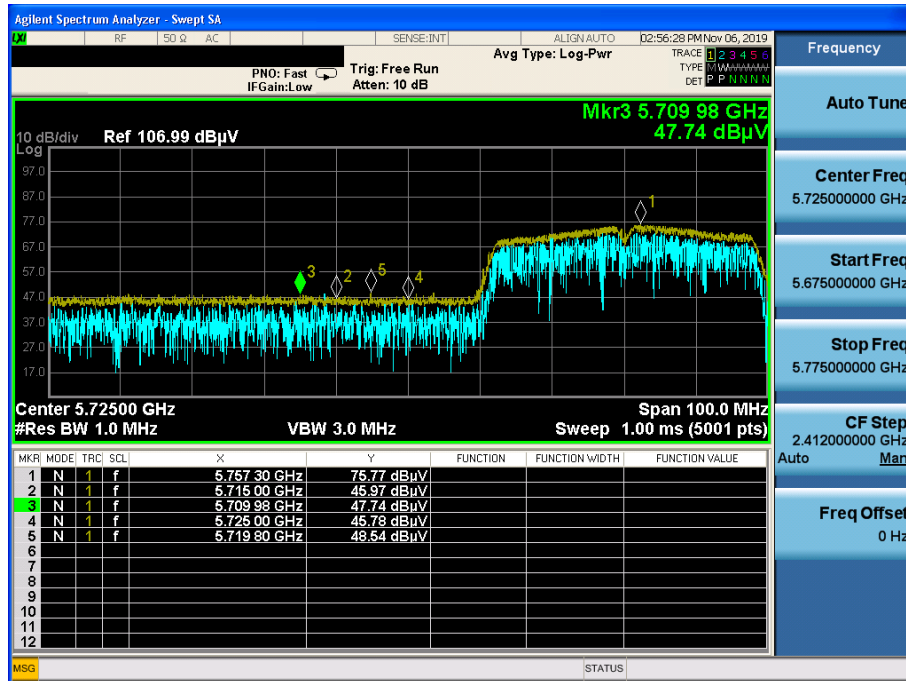 Agilent Spectrum Analyzer - Swept SA
LXI RF 50 Ω AC SENSE:INT ALIGN AUTO 02:56:28 PM Nov 06, 2019
Avg Type: Log-Pwr TRACE 1 2 3 4 5 6
PNO: Fast Trig: Free Run TYPE M W W W W W
IFGain:Low Atten: 10 dB DET P P N N N N
Mkr3 5.709 98 GHz
10 dB/div Ref 106.99 dBµV 47.74 dBµV
Log
97.0
87.0
77.0
67.0
57.0
47.0
37.0
27.0
17.0
1
3
2
5
4
Center 5.72500 GHz Span 100.0 MHz
#Res BW 1.0 MHz VBW 3.0 MHz Sweep 1.00 ms (5001 pts)
MKR MODE TRC SCL X Y FUNCTION FUNCTION WIDTH FUNCTION VALUE
1 N 1 f 5.757 30 GHz 75.77 dBµV
2 N 1 f 5.715 00 GHz 45.97 dBµV
3 N 1 f 5.709 98 GHz 47.74 dBµV
4 N 1 f 5.725 00 GHz 45.78 dBµV
5 N 1 f 5.719 80 GHz 48.54 dBµV
6
7
8
9
10
11
12
MSG STATUS
Frequency
Auto Tune
Center Freq
5.725000000 GHz
Start Freq
5.675000000 GHz
Stop Freq
5.775000000 GHz
CF Step
2.412000000 GHz
Auto Man
Freq Offset
0 Hz